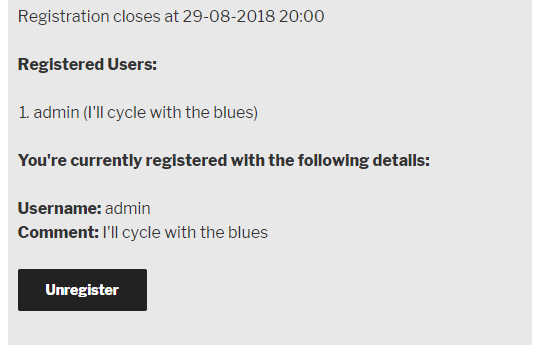 Registration closes at 29-08-2018 20:00
Registered Users:
1. admin (I'll cycle with the blues)
You're currently registered with the following details:
Username: admin
Comment: I'll cycle with the blues
Unregister